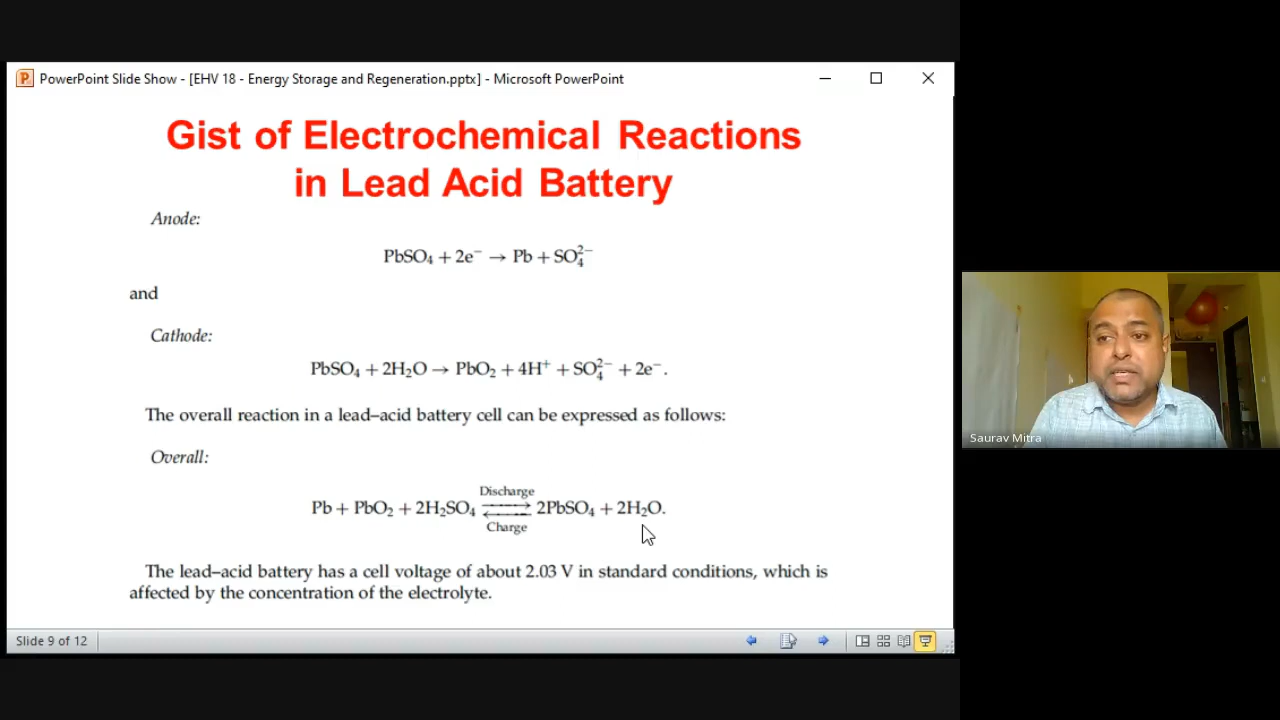 PowerPoint Slide Show - [EHV 18 - Energy Storage and Regeneration.pptx] - Microsoft PowerPoint
Gist of Electrochemical Reactions
in Lead Acid Battery
Anode:
PbSO₄ + 2e⁻ → Pb + SO₄²⁻
and
Cathode:
PbSO₄ + 2H₂O → PbO₂ + 4H⁺ + SO₄²⁻ + 2e⁻.
The overall reaction in a lead–acid battery cell can be expressed as follows:
Overall:
Discharge
Pb + PbO₂ + 2H₂SO₄ ⇌ 2PbSO₄ + 2H₂O.
Charge
The lead–acid battery has a cell voltage of about 2.03 V in standard conditions, which is
affected by the concentration of the electrolyte.
Slide 9 of 12
Saurav Mitra